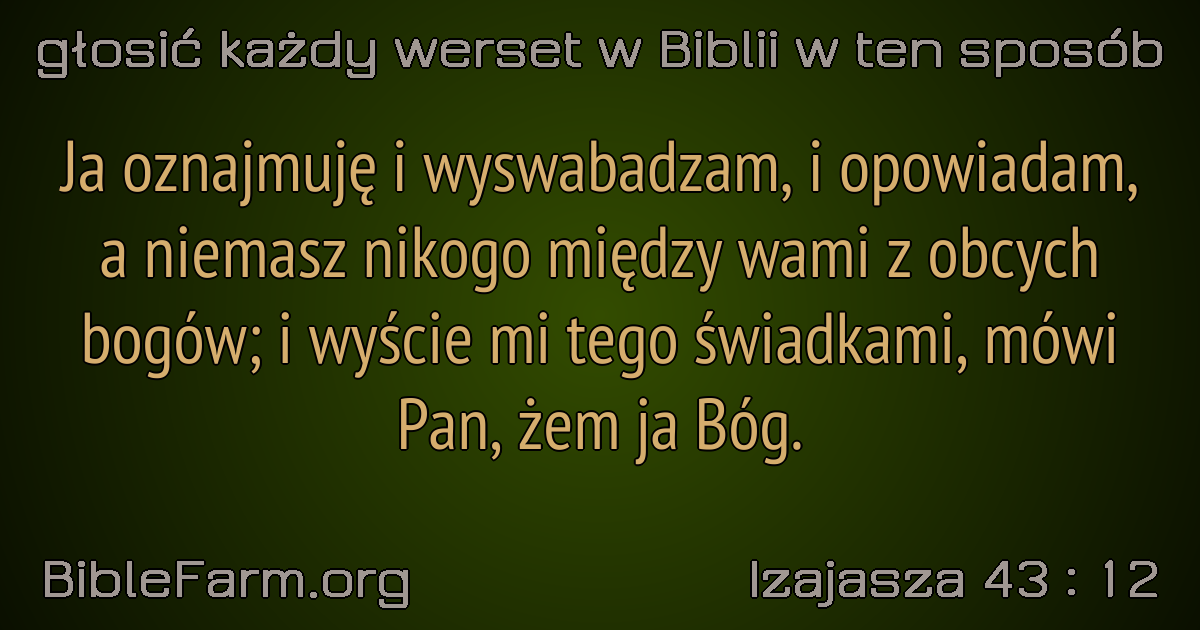 głosić każdy werset w Biblii w ten sposób
Ja oznajmuję i wyswabadzam, i opowiadam,
a niemasz nikogo między wami z obcych
bogów; i wyście mi tego świadkami, mówi
Pan, żem ja Bóg.
BibleFarm.org
Izajasza 43 : 12